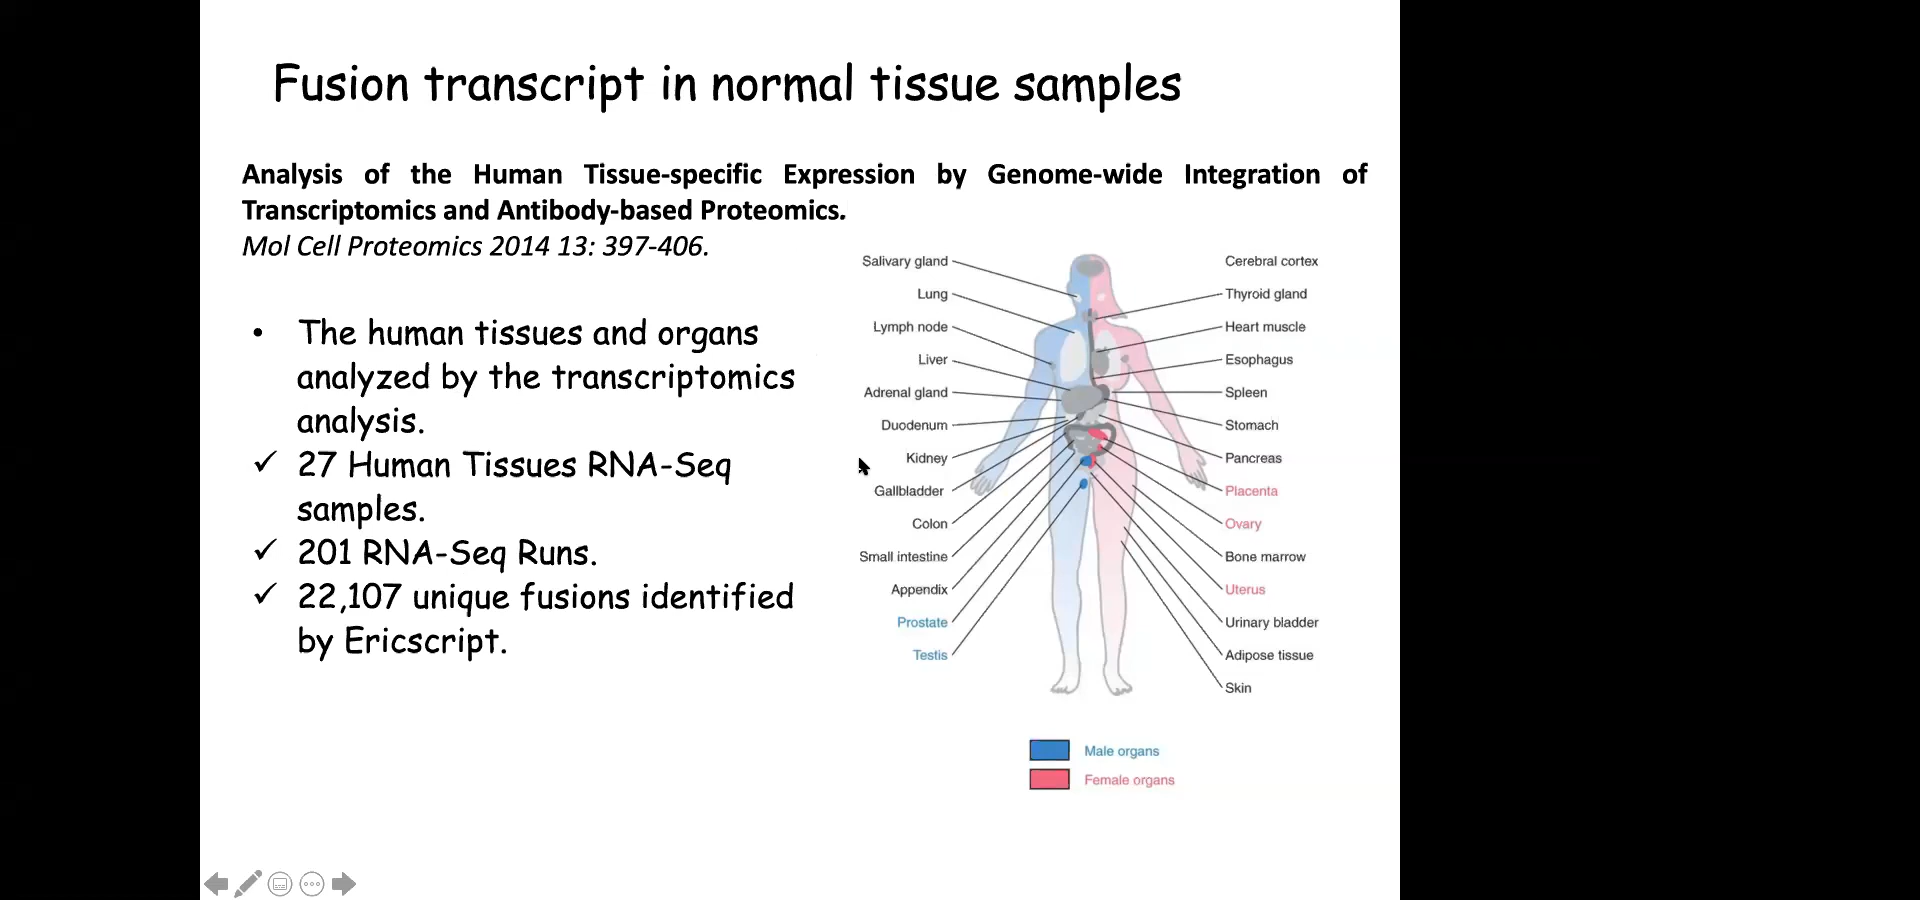 Fusion transcript in normal tissue samples
Analysis of the Human Tissue-specific Expression by Genome-wide Integration of
Transcriptomics and Antibody-based Proteomics.
Mol Cell Proteomics 2014 13: 397-406.
• The human tissues and organs
analyzed by the transcriptomics
analysis.
✓ 27 Human Tissues RNA-Seq
samples.
✓ 201 RNA-Seq Runs.
✓ 22,107 unique fusions identified
by Ericscript.
Salivary gland
Lung
Lymph node
Liver
Adrenal gland
Duodenum
Kidney
Gallbladder
Colon
Small intestine
Appendix
Prostate
Testis
Cerebral cortex
Thyroid gland
Heart muscle
Esophagus
Spleen
Stomach
Pancreas
Placenta
Ovary
Bone marrow
Uterus
Urinary bladder
Adipose tissue
Skin
Male organs
Female organs